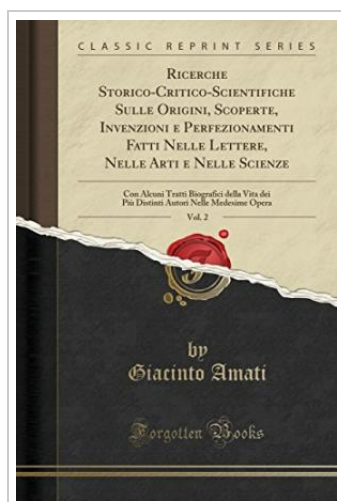 CLASSIC REPRINT SERIES
RICERCHE
STORICO-CRITICO-SCIENTIFICHE
SULLE ORIGINI, SCOPERTE,
INVENZIONI E PERFEZIONAMENTI
FATTI NELLE LETTERE,
NELLE ARTI E NELLE SCIENZE
Con Alcuni Tratti Biografici della Vita dei
Più Distinti Autori Nelle Medesime Opera
Vol. 2
by
Giacinto Amati
Forgotten Books